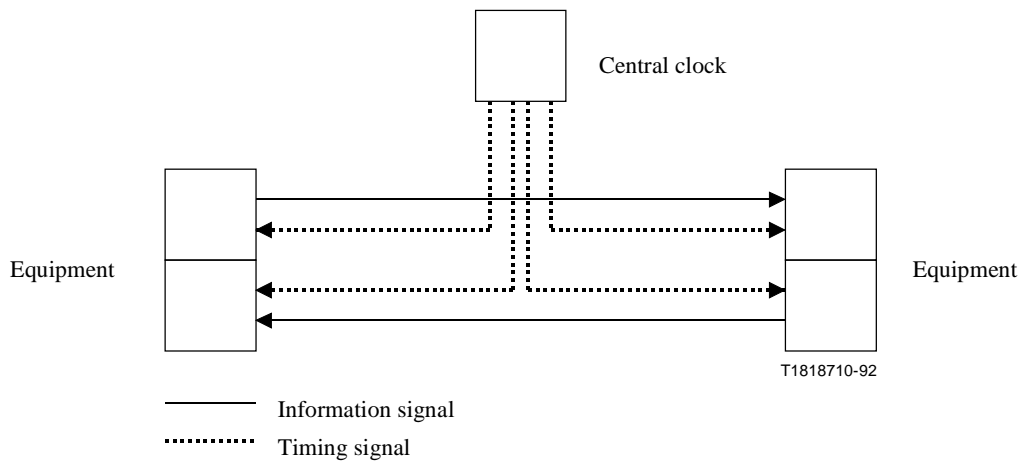 Central clock
Equipment
Equipment
T1818710-92
Information signal
Timing signal